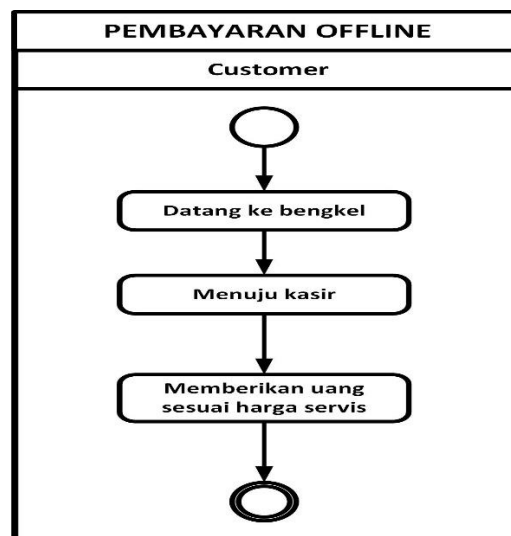 PEMBAYARAN OFFLINE
Customer
Datang ke bengkel
Menuju kasir
Memberikan uang
sesuai harga servis